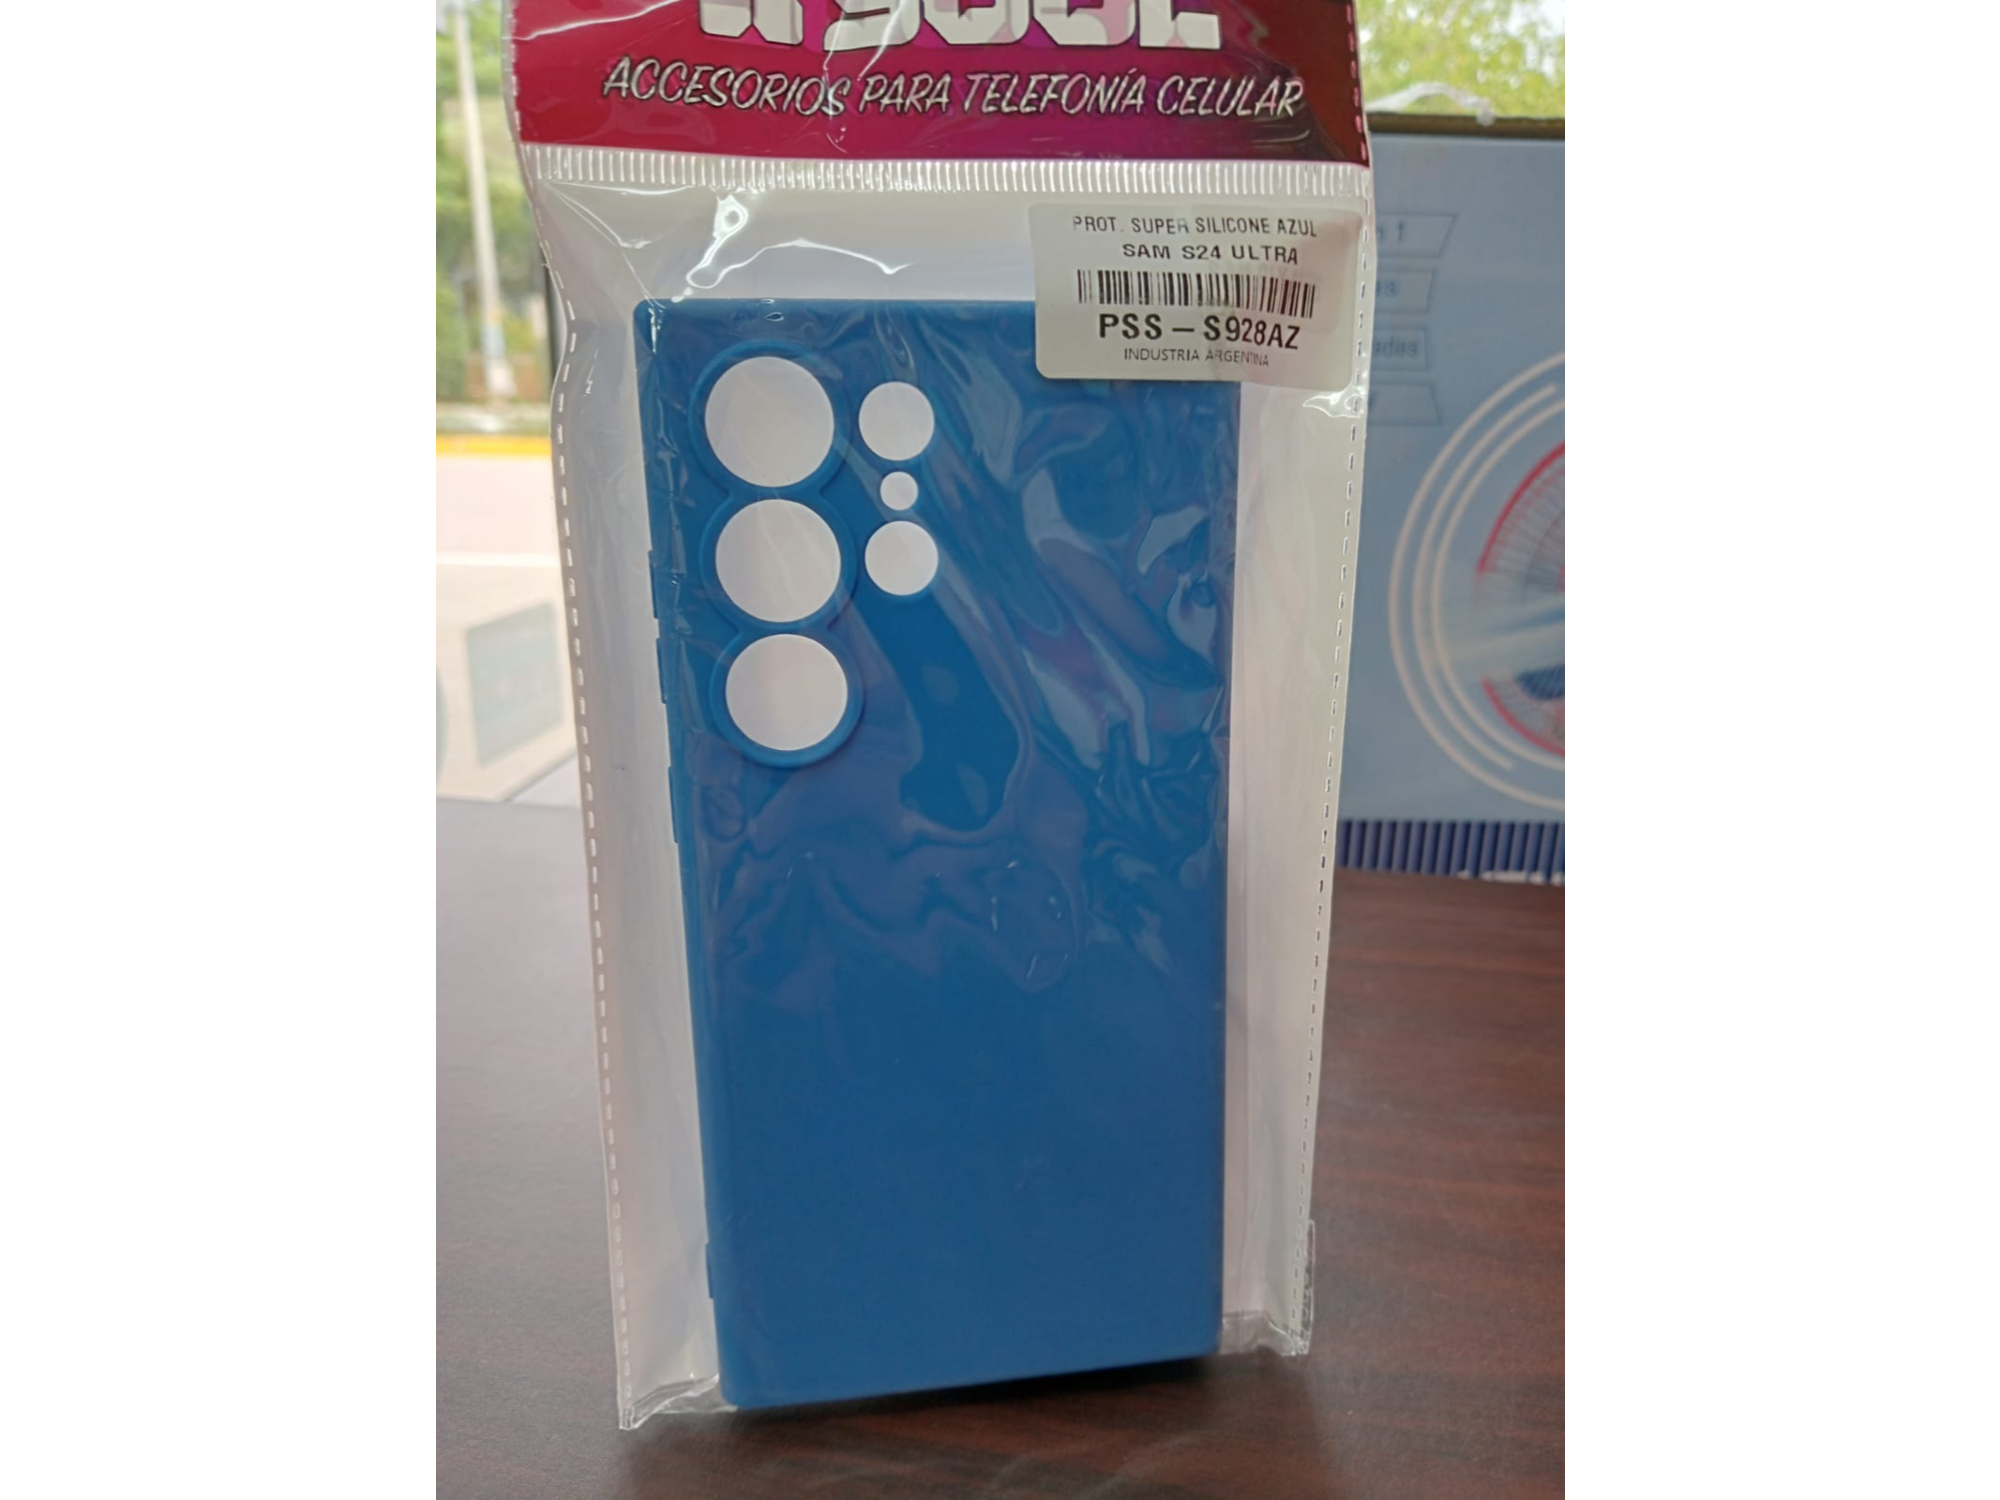 ACCESORIOS PARA TELEFONÍA CELULAR
PROT. SUPER SILICONE AZUL
SAM S24 ULTRA
PSS - S928AZ
INDUSTRIA ARGENTINA